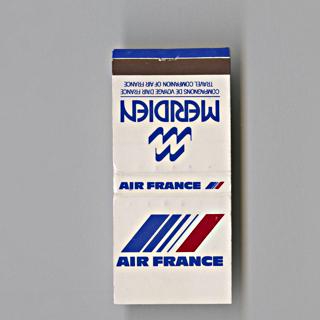 COMPAGNONS DE VOYAGE D'AIR FRANCE
TRAVEL COMPANION OF AIR FRANCE
MERIDIEN
AIR FRANCE
AIR FRANCE